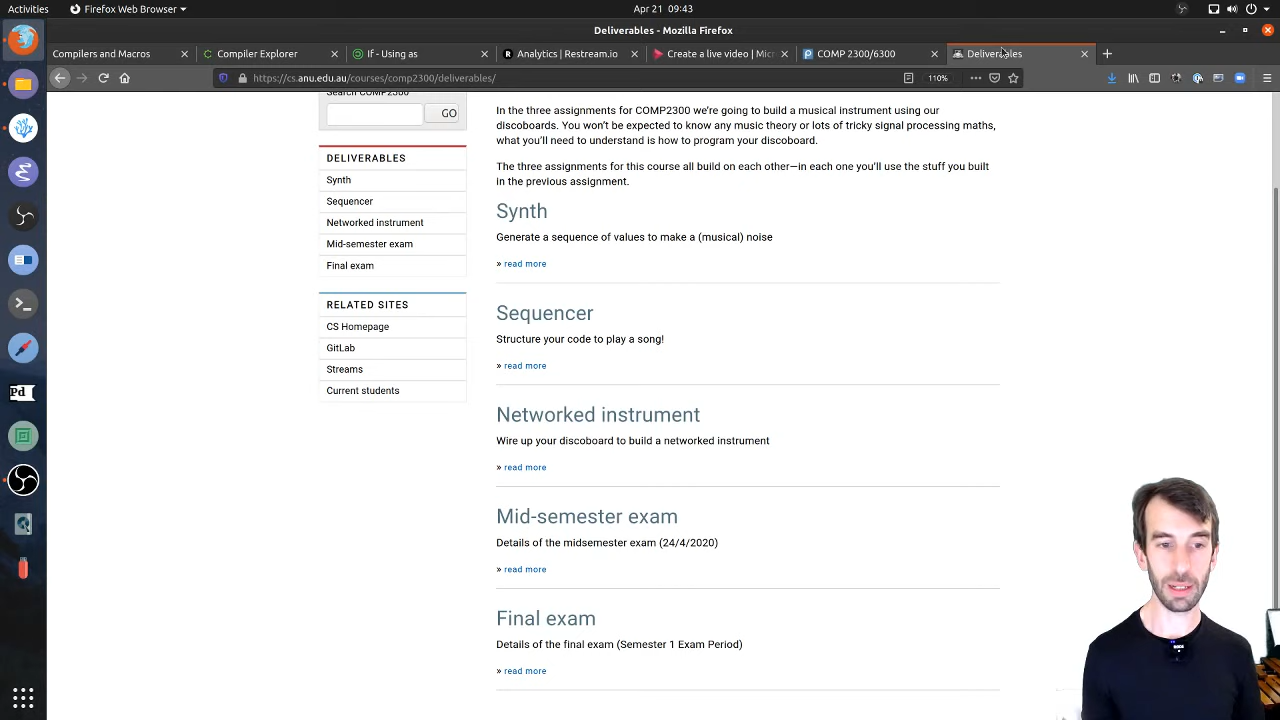 Activities
Firefox Web Browser
Apr 21 09:43
Deliverables - Mozilla Firefox
Compilers and Macros
Compiler Explorer
If - Using as
Analytics | Restream.io
Create a live video | Micr
COMP 2300/6300
Deliverables
https://cs.anu.edu.au/courses/comp2300/deliverables/
110%
Search COMP2300
GO
DELIVERABLES
Synth
Sequencer
Networked instrument
Mid-semester exam
Final exam
RELATED SITES
CS Homepage
GitLab
Streams
Current students
In the three assignments for COMP2300 we're going to build a musical instrument using our
discoboards. You won't be expected to know any music theory or lots of tricky signal processing maths,
what you'll need to understand is how to program your discoboard.
The three assignments for this course all build on each other—in each one you'll use the stuff you built
in the previous assignment.
Synth
Generate a sequence of values to make a (musical) noise
» read more
Sequencer
Structure your code to play a song!
» read more
Networked instrument
Wire up your discoboard to build a networked instrument
» read more
Mid-semester exam
Details of the midsemester exam (24/4/2020)
» read more
Final exam
Details of the final exam (Semester 1 Exam Period)
» read more
Pd
RODE